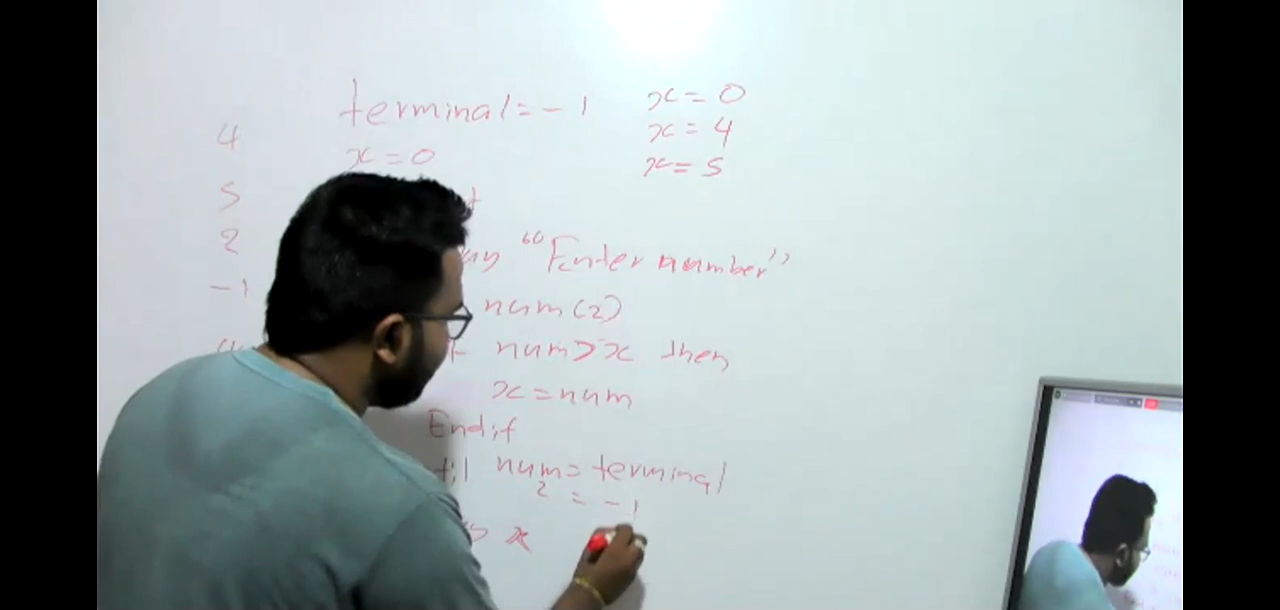 terminal = -1
x = 0
"Enter number"
num (2)
num > x then
x = num
Endif
til num = terminal
2 = -1
x
4
5
2
-1
x = 0
x = 4
x = 5